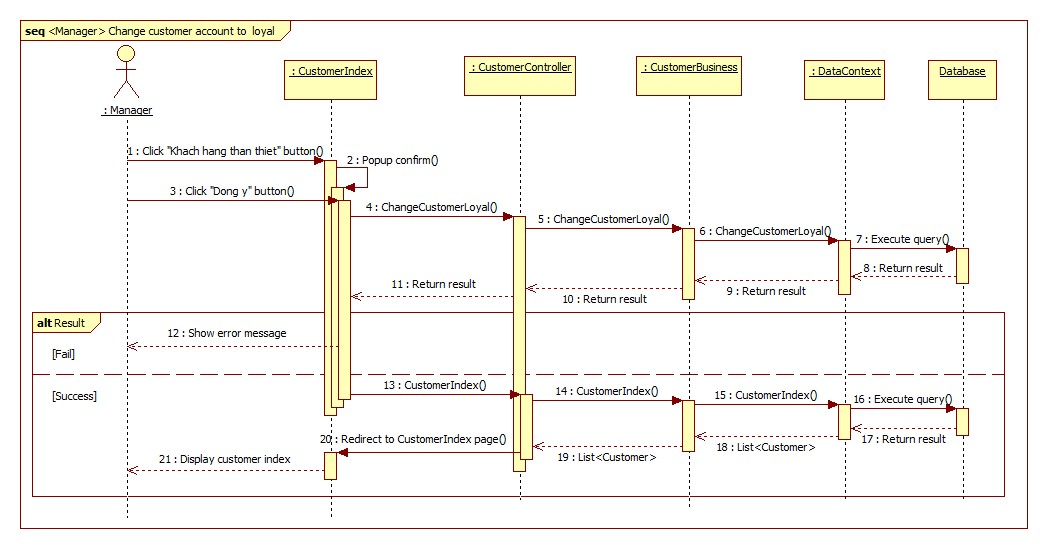 seq <Manager> Change customer account to loyal
: CustomerIndex
: CustomerController
: CustomerBusiness
: DataContext
Database
: Manager
1 : Click "Khach hang than thiet" button()
2 : Popup confirm()
3 : Click "Dong y" button()
4 : ChangeCustomerLoyal()
5 : ChangeCustomerLoyal()
6 : ChangeCustomerLoyal()
7 : Execute query()
8 : Return result
9 : Return result
10 : Return result
11 : Return result
alt Result
12 : Show error message
[Fail]
13 : CustomerIndex()
14 : CustomerIndex()
15 : CustomerIndex()
16 : Execute query()
[Success]
17 : Return result
18 : List<Customer>
19 : List<Customer>
20 : Redirect to CustomerIndex page()
21 : Display customer index